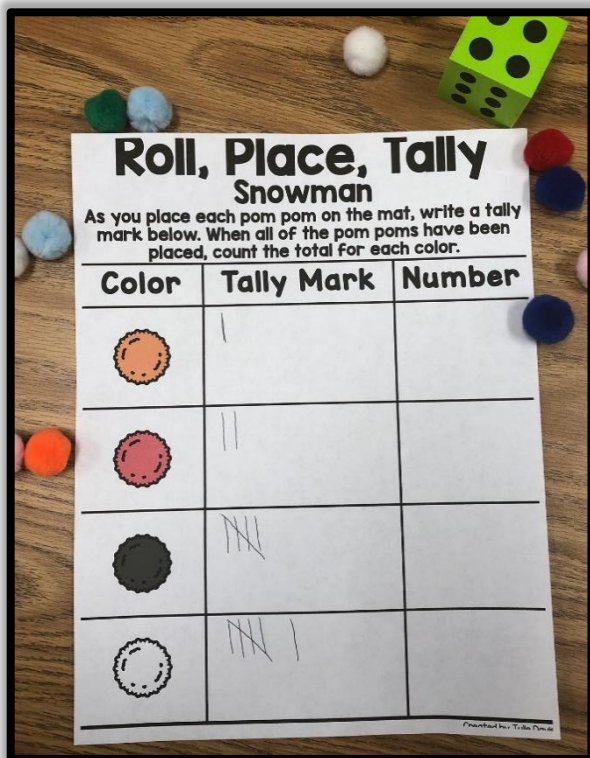 Roll, Place, Tally
Snowman
As you place each pom pom on the mat, write a tally
mark below. When all of the pom poms have been
placed, count the total for each color.
Color Tally Mark Number